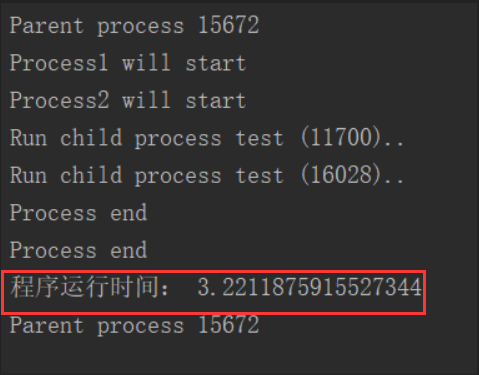 Parent process 15672
Process1 will start
Process2 will start
Run child process test (11700)..
Run child process test (16028)..
Process end
Process end
程序运行时间： 3.2211875915527344
Parent process 15672